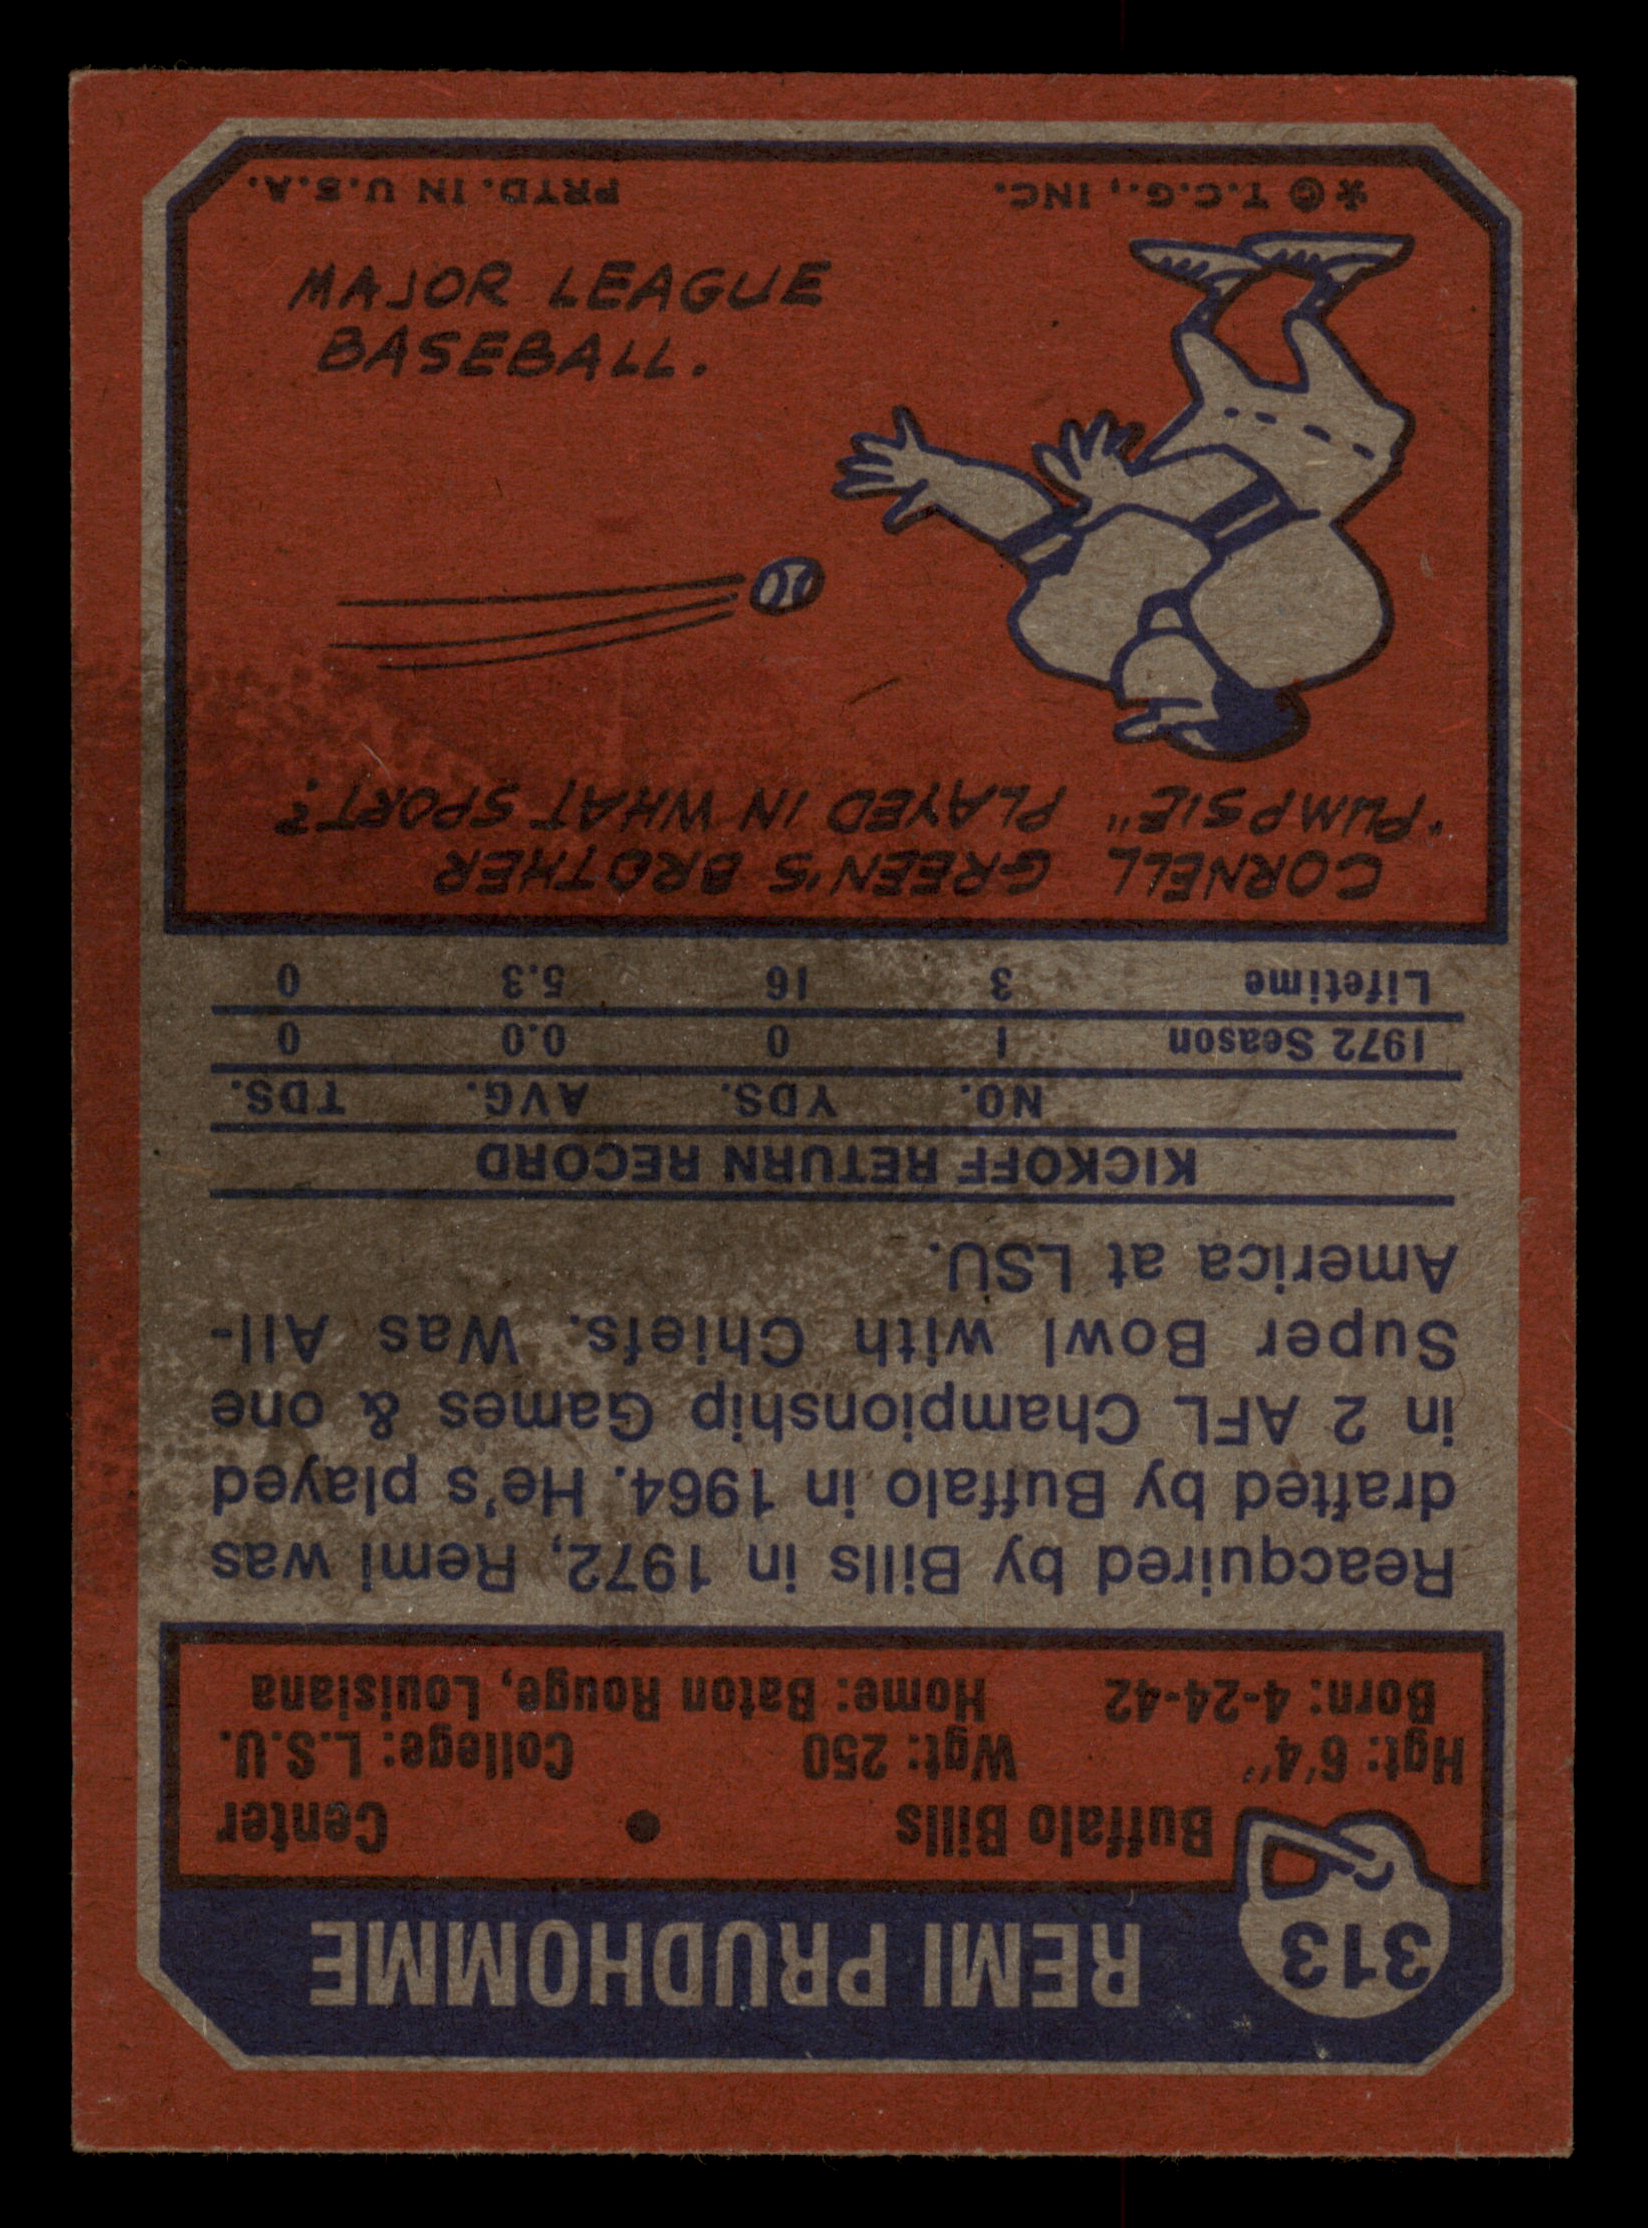 313
REMI PRUDHOMME
Buffalo Bills • Center
Hgt: 6'4" Wgt: 250 College: L.S.U.
Born: 4-24-42 Home: Baton Rouge, Louisiana
Reacquired by Bills in 1972, Remi was
drafted by Buffalo in 1964. He's played
in 2 AFL Championship Games & one
Super Bowl with Chiefs. Was All-
America at LSU.
KICKOFF RETURN RECORD
NO. YDS. AVG. TDS.
1972 Season 1 0 0.0 0
Lifetime 3 16 5.3 0
CORNELL GREEN'S BROTHER
"PUMPSIE" PLAYED IN WHAT SPORT?
MAJOR LEAGUE
BASEBALL.
*© T.C.G., INC. PRTD. IN U.S.A.